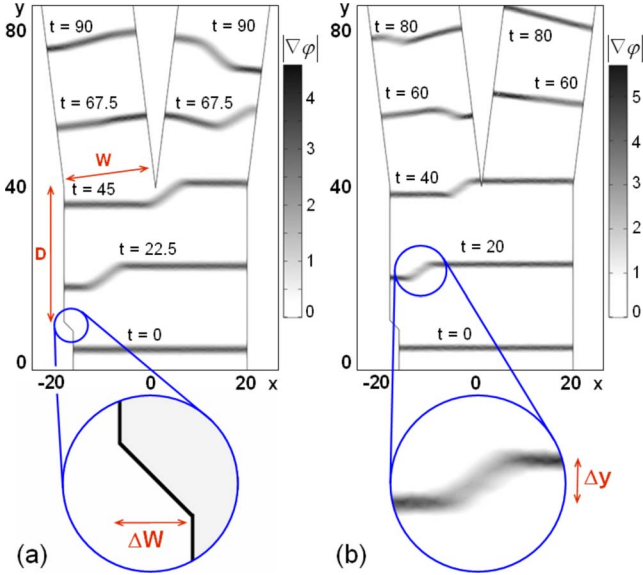 y
80
40
0
-20
0
20
x
t = 90
t = 90
t = 67.5
t = 67.5
W
t = 45
D
t = 22.5
t = 0
|∇φ|
4
3
2
1
0
ΔW
(a)
y
80
40
0
-20
0
20
x
t = 80
t = 80
t = 60
t = 60
t = 40
t = 20
t = 0
|∇φ|
5
4
3
2
1
0
Δy
(b)